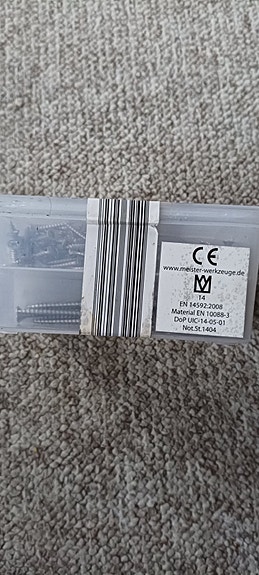 CE
www.meister-werkzeuge.de
M
14
EN 14592:2008
Material EN 10088-3
DoP UIC-14-05-01
Not.St.1404